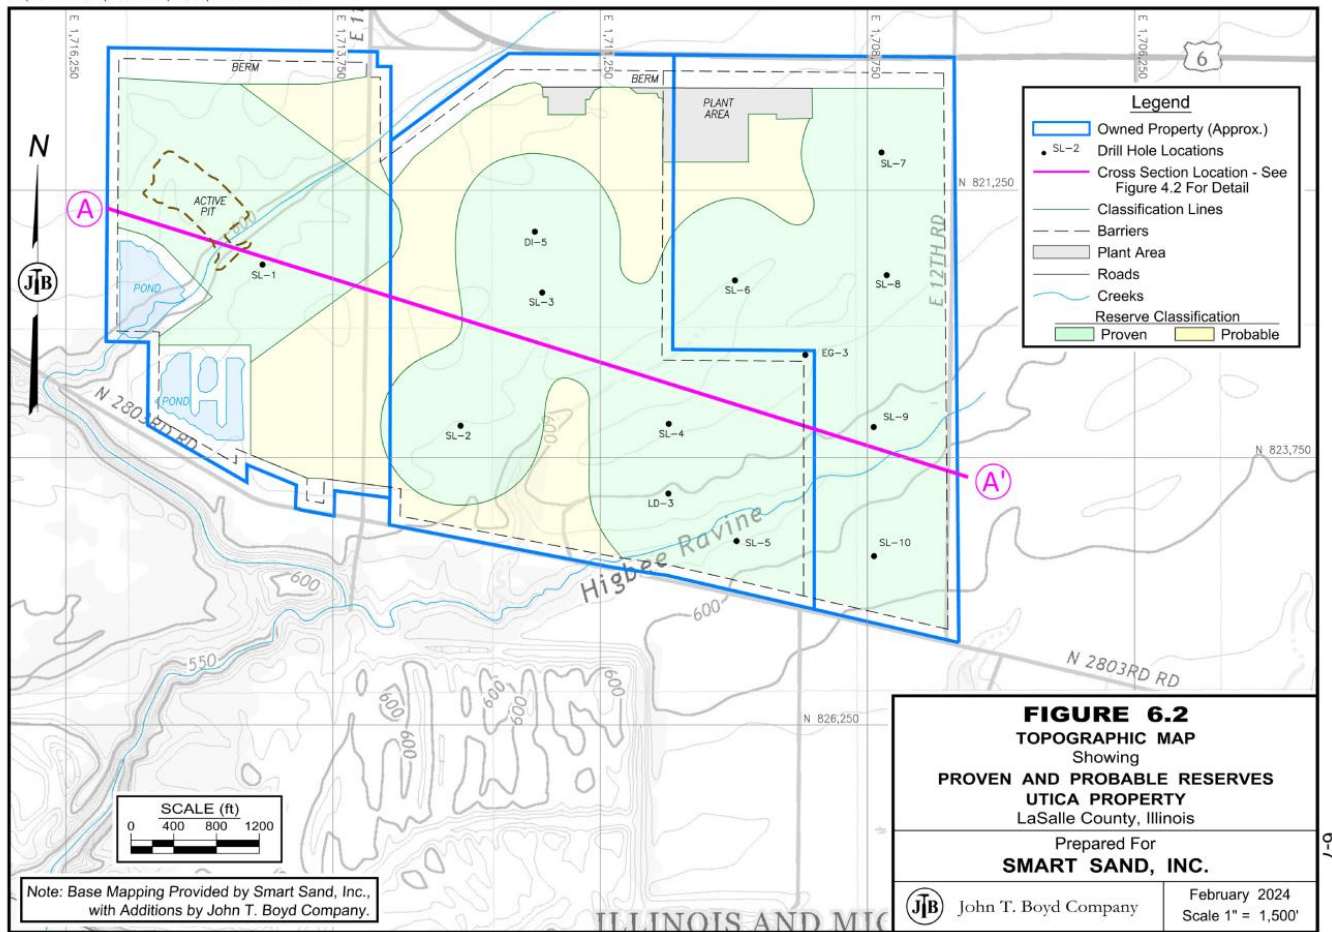 E 1,716,250
E 1,713,750
E 1,711,250
E 1,708,750
E 1,706,250
E 12
BERM
BERM
6
PLANT
AREA
Legend
Owned Property (Approx.)
SL-2 Drill Hole Locations
Cross Section Location - See
Figure 4.2 For Detail
Classification Lines
Barriers
Plant Area
Roads
Creeks
Reserve Classification
Proven Probable
N
JTB
SL-7
N 821,250
ACTIVE
PIT
A
600
DI-5
E 12TH RD
SL-1
SL-3
SL-6
SL-8
POND
EG-3
POND
N 2803RD RD
SL-2
600
SL-4
SL-9
N 823,750
A'
LD-3
SL-5
SL-10
Higbee Ravine
600
600
550
N 2803RD RD
600
600
600
600
N 826,250
SCALE (ft)
0 400 800 1200
Note: Base Mapping Provided by Smart Sand, Inc.,
with Additions by John T. Boyd Company.
ILLINOIS AND MIC
FIGURE 6.2
TOPOGRAPHIC MAP
Showing
PROVEN AND PROBABLE RESERVES
UTICA PROPERTY
LaSalle County, Illinois
Prepared For
SMART SAND, INC.
JTB John T. Boyd Company
February 2024
Scale 1" = 1,500'
6-7